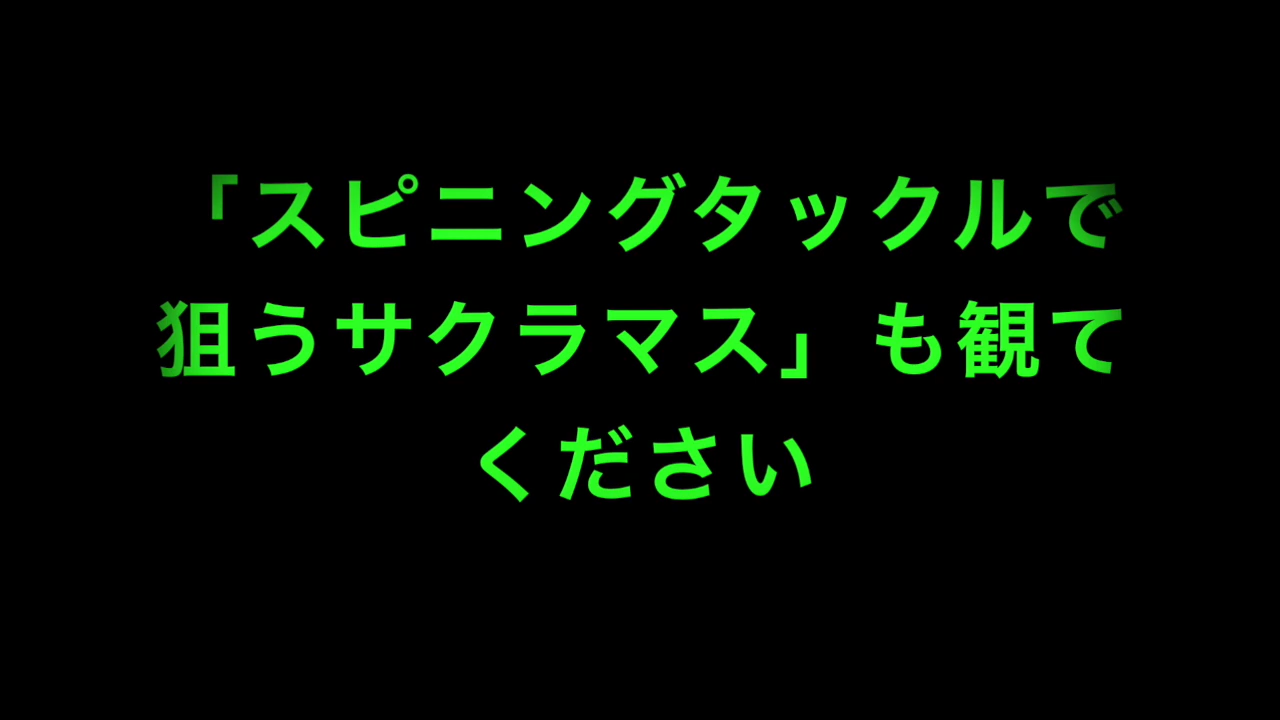 「スピニングタックルで
狙うサクラマス」も観て
ください